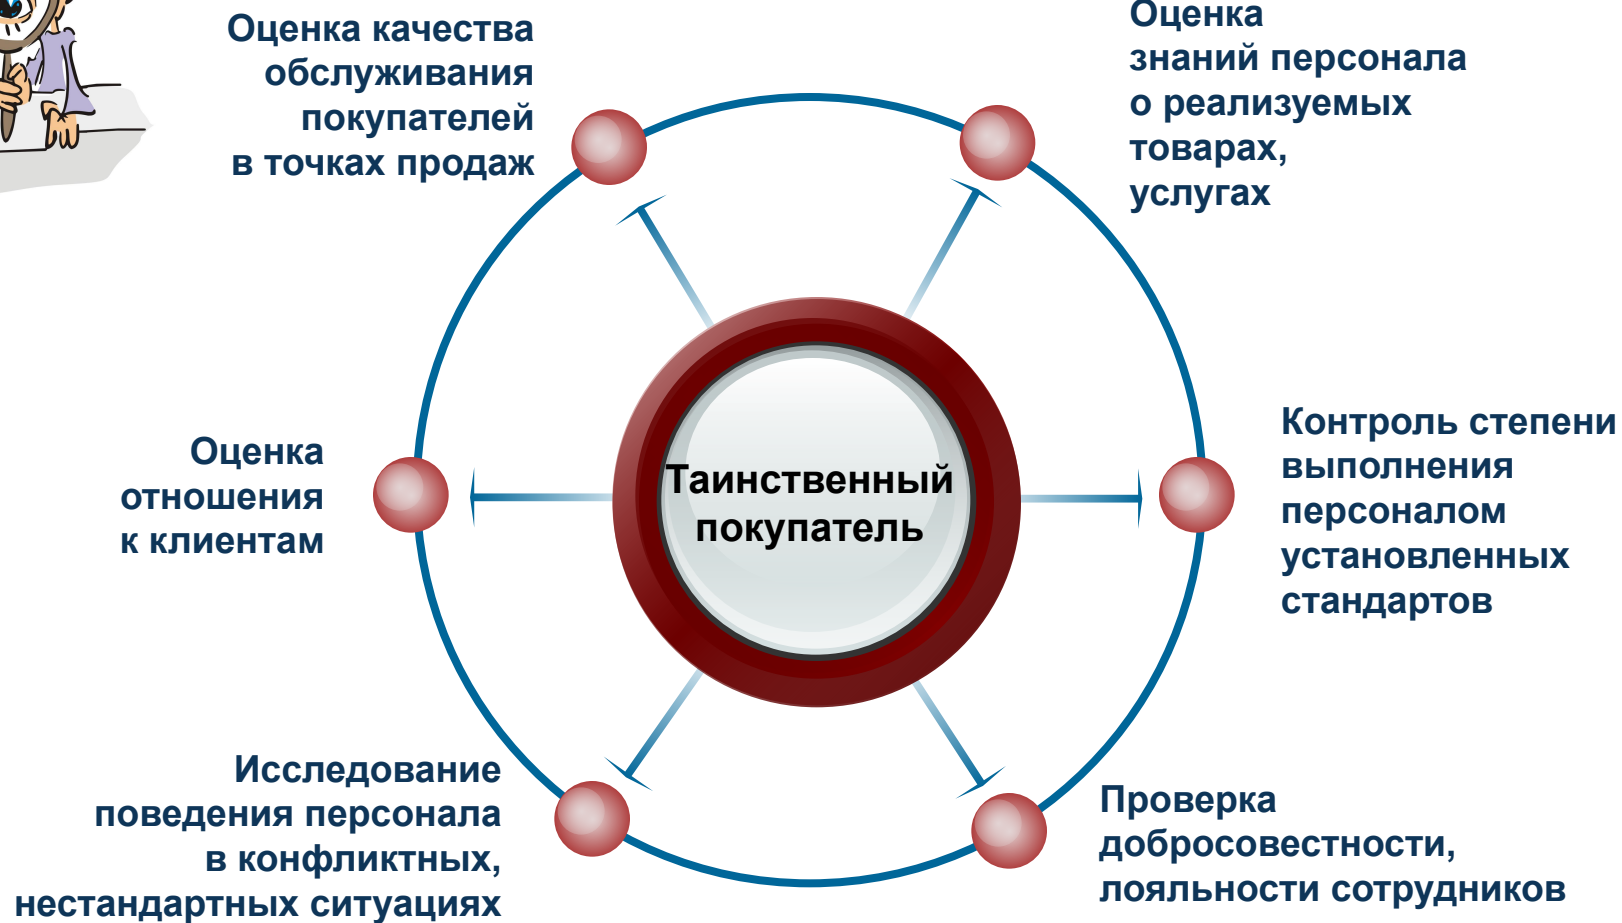 Оценка качества
обслуживания
покупателей
в точках продаж
Оценка
знаний персонала
о реализуемых
товарах,
услугах
Оценка
отношения
к клиентам
Таинственный
покупатель
Контроль степени
выполнения
персоналом
установленных
стандартов
Исследование
поведения персонала
в конфликтных,
нестандартных ситуациях
Проверка
добросовестности,
лояльности сотрудников